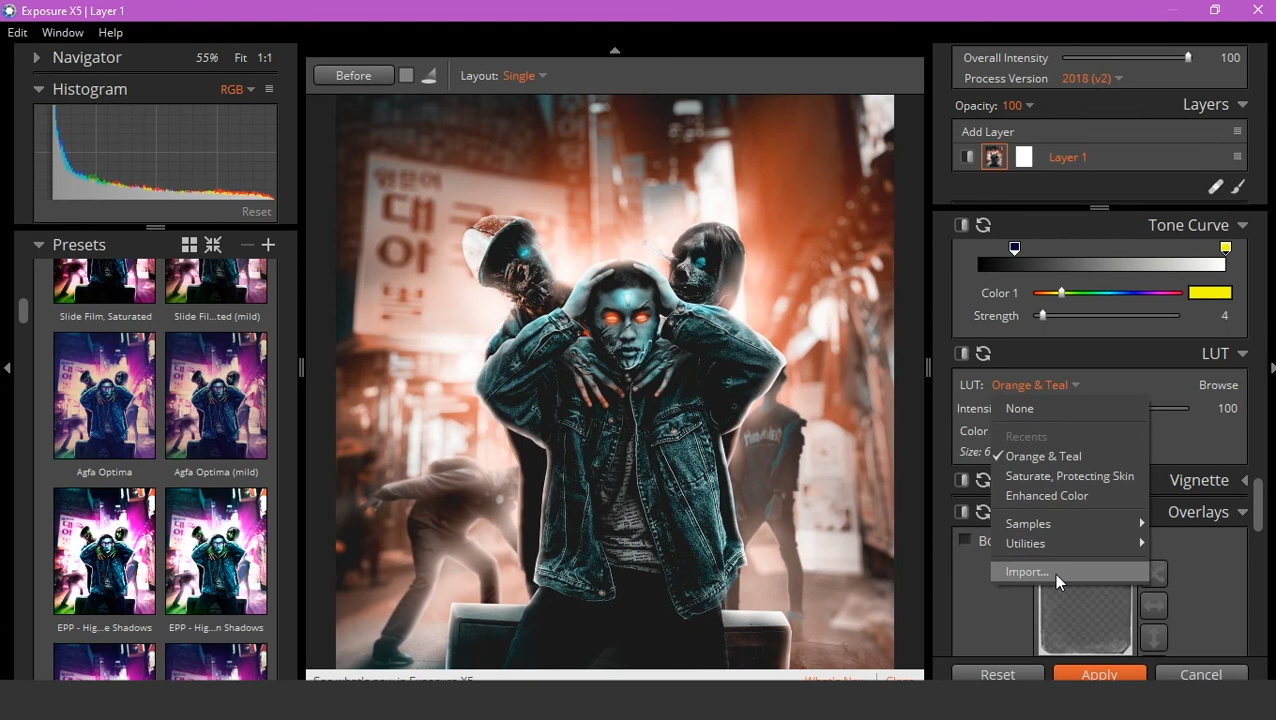 Exposure X5 | Layer 1
Edit Window Help
Navigator 55% Fit 1:1
Histogram RGB
Reset
Presets
Slide Film, Saturated
Slide Fil...ted (mild)
Agfa Optima
Agfa Optima (mild)
EPP - Hig...e Shadows
EPP - Hig...n Shadows
Before
Layout: Single
대
아
Overall Intensity 100
Process Version 2018 (v2)
Opacity: 100 Layers
Add Layer
Layer 1
Tone Curve
Color 1
Strength 4
LUT
LUT: Orange & Teal Browse
Intensi 100
Color
Size: 6
None
Recents
Orange & Teal
Saturate, Protecting Skin
Enhanced Color
Samples
Utilities
Import...
Vignette
Overlays
Reset Apply Cancel